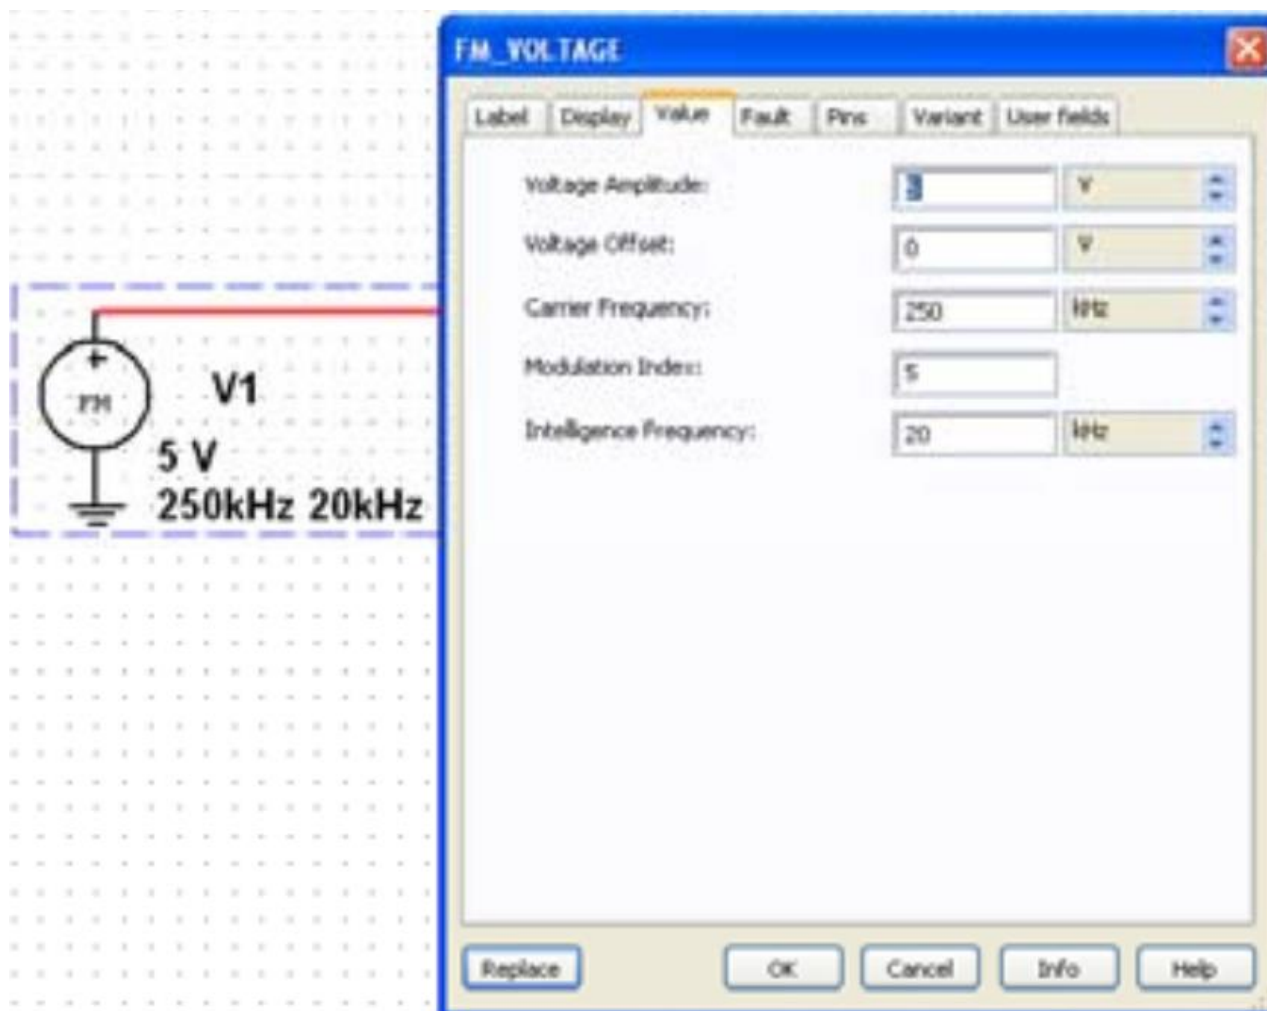 FM_VOLTAGE
Label Display Value Fault Pins Variant User fields
Voltage Amplitude: V
Voltage Offset: 0 V
Carrier Frequency: 250 kHz
Modulation Index: 5
Intelligence Frequency: 20 kHz
FM
V1
5 V
250kHz 20kHz
Replace OK Cancel Info Help